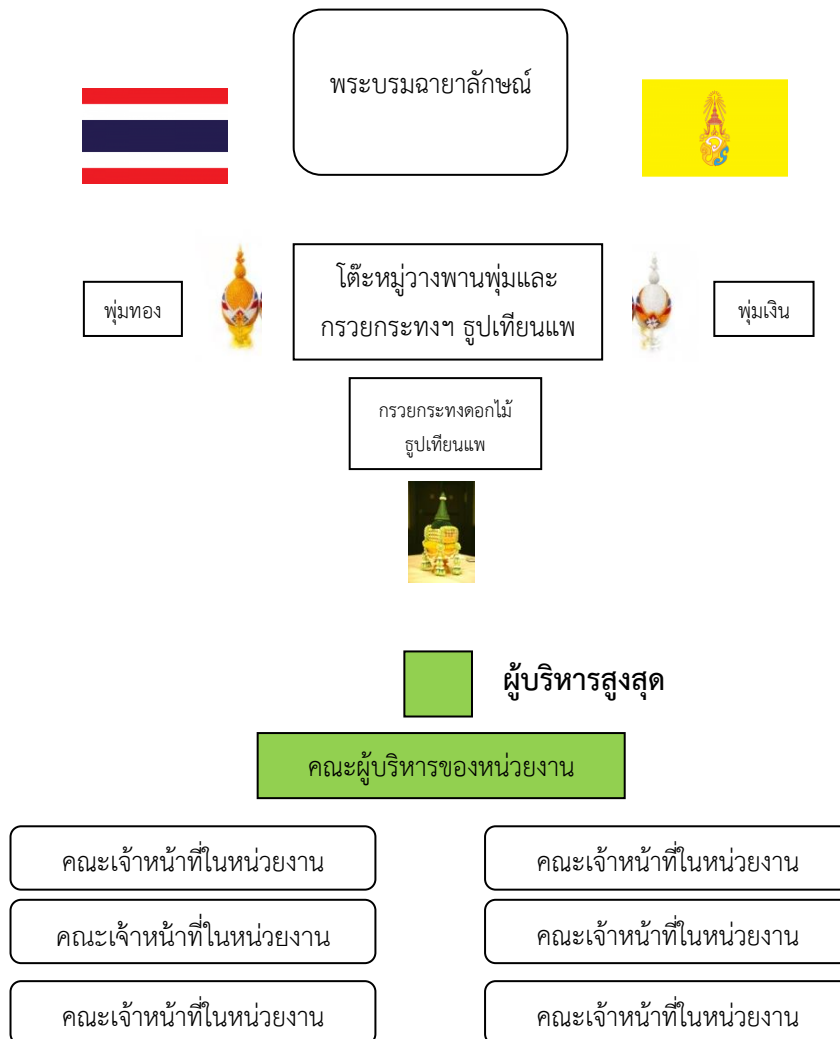 พระบรมฉายาลักษณ์
พุ่มทอง
โต๊ะหมู่วางพานพุ่มและ
กรวยกระทงฯ ธูปเทียนแพ
พุ่มเงิน
กรวยกระทงดอกไม้
ธูปเทียนแพ
ผู้บริหารสูงสุด
คณะผู้บริหารของหน่วยงาน
คณะเจ้าหน้าที่ในหน่วยงาน
คณะเจ้าหน้าที่ในหน่วยงาน
คณะเจ้าหน้าที่ในหน่วยงาน
คณะเจ้าหน้าที่ในหน่วยงาน
คณะเจ้าหน้าที่ในหน่วยงาน
คณะเจ้าหน้าที่ในหน่วยงาน